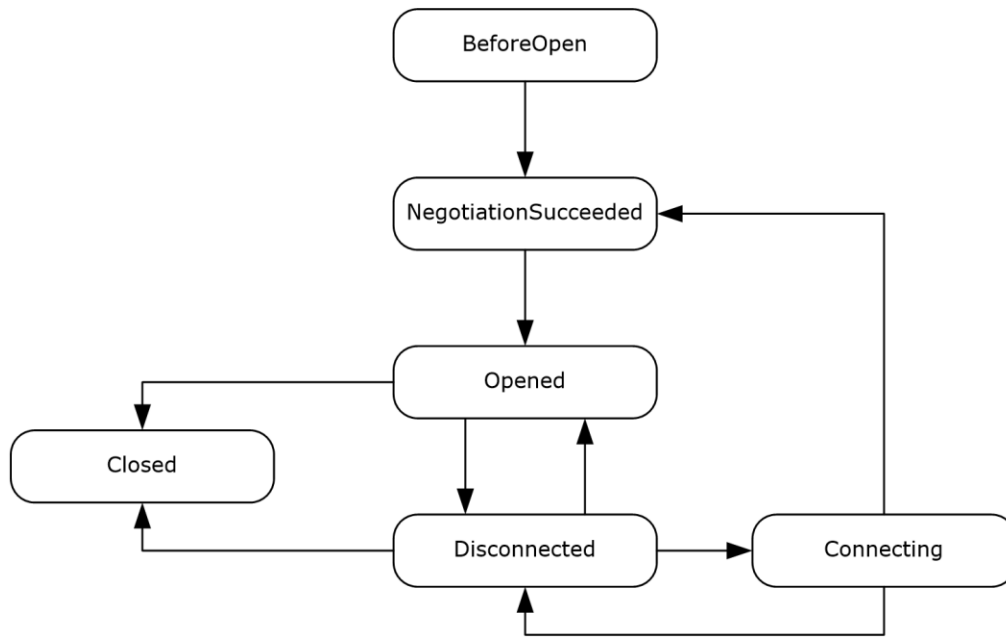 BeforeOpen
NegotiationSucceeded
Opened
Closed
Disconnected
Connecting